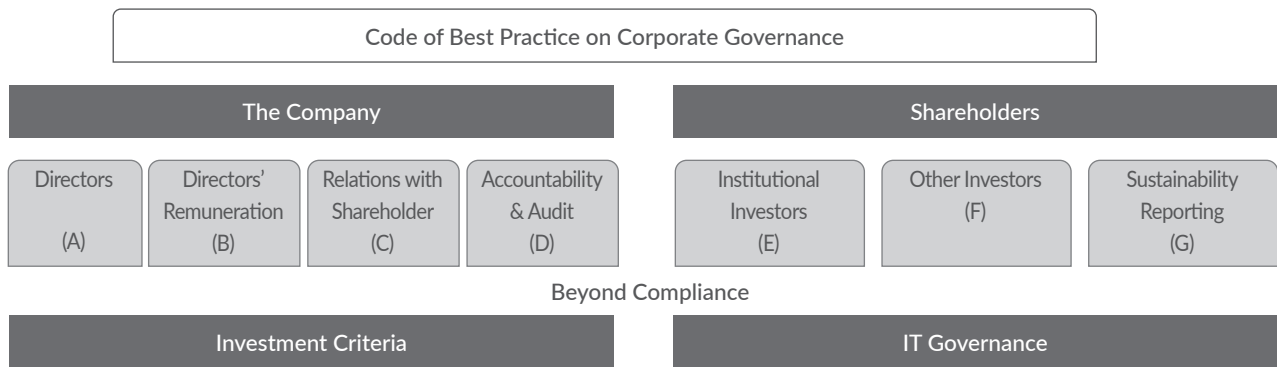 Code of Best Practice on Corporate Governance
The Company
Shareholders
Directors
(A)
Directors’
Remuneration
(B)
Relations with
Shareholder
(C)
Accountability
& Audit
(D)
Institutional
Investors
(E)
Other Investors
(F)
Sustainability
Reporting
(G)
Beyond Compliance
Investment Criteria
IT Governance